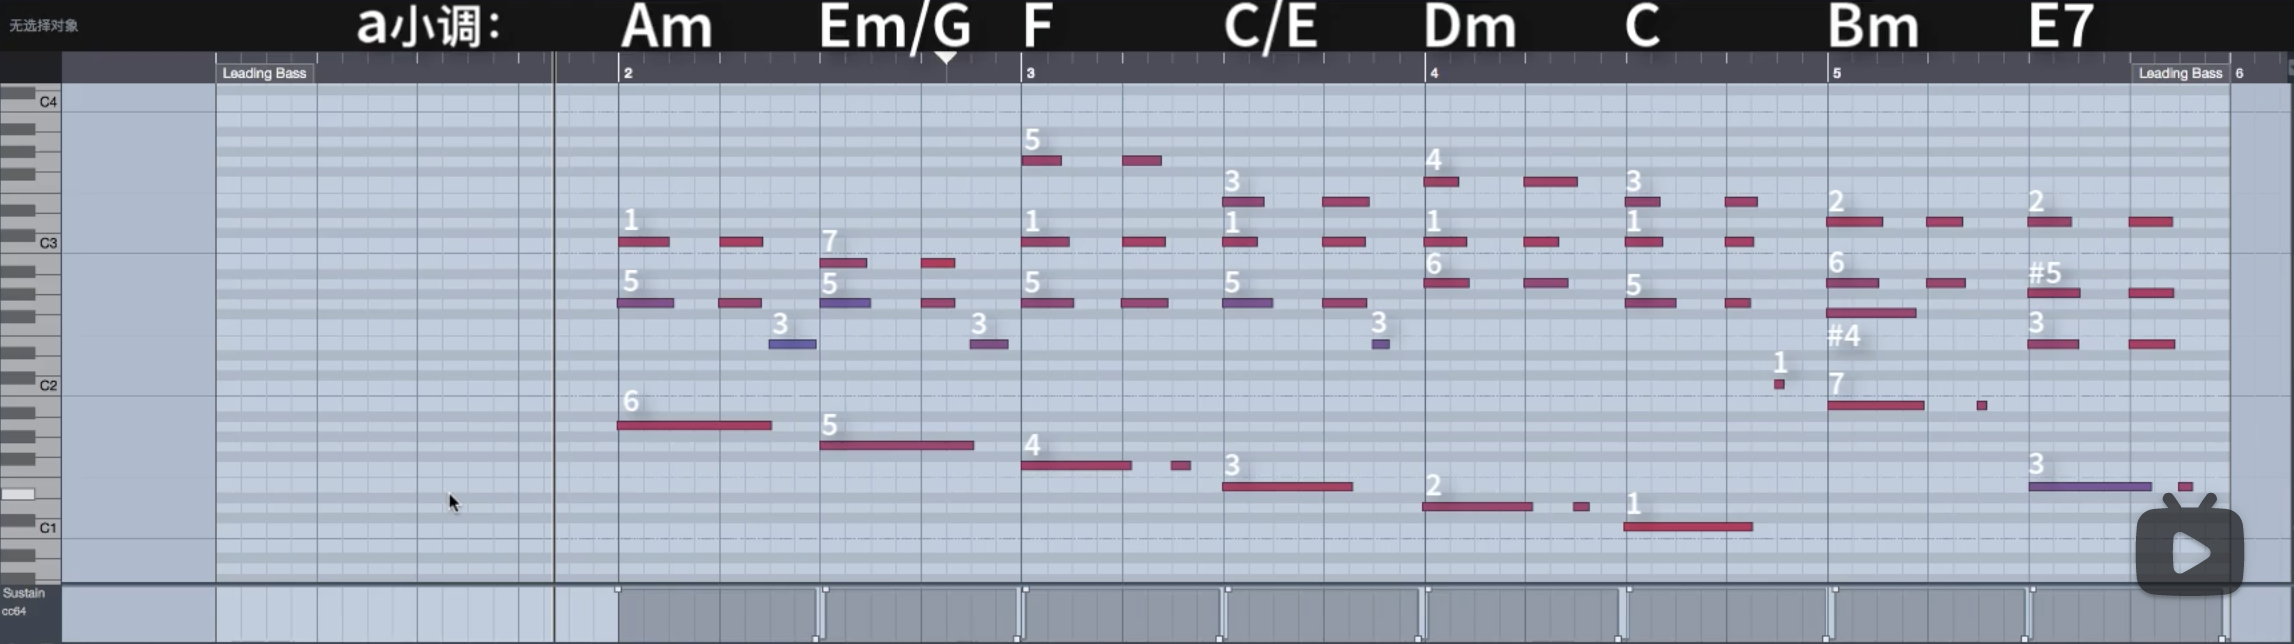 无选择对象
a小调: Am Em/G F C/E Dm C Bm E7
Leading Bass 2 3 4 5 Leading Bass 6
C4
5
4
3 3
1 1 1 1 1 2 2
C3
7
6 6 #5
5 5 5 5 5
3 3 3 #4 3
1
C2
7
6
5
4
3 3
2
1
C1
Sustain
cc64